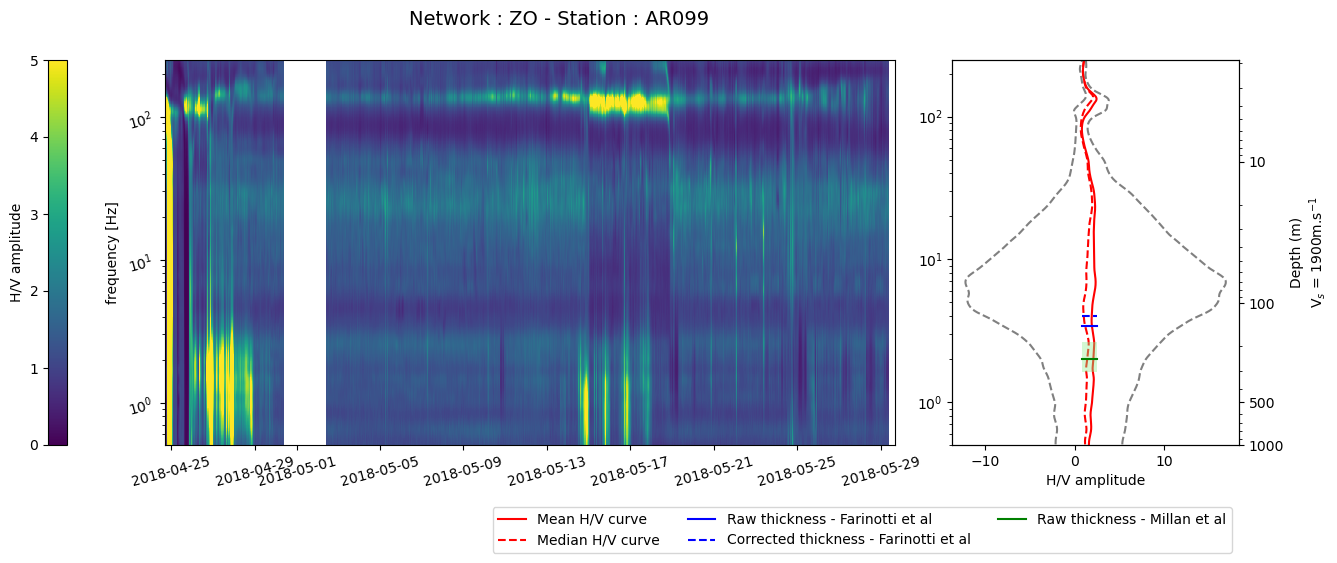 Network : ZO - Station : AR099
5
4
3
2
1
0
H/V amplitude
frequency [Hz]
10²
10¹
10⁰
2018-04-25
2018-04-29
2018-05-01
2018-05-05
2018-05-09
2018-05-13
2018-05-17
2018-05-21
2018-05-25
2018-05-29
10²
10¹
10⁰
−10
0
10
H/V amplitude
10
100
500
1000
Depth (m)
Vₛ = 1900m.s⁻¹
Mean H/V curve
Median H/V curve
Raw thickness - Farinotti et al
Corrected thickness - Farinotti et al
Raw thickness - Millan et al